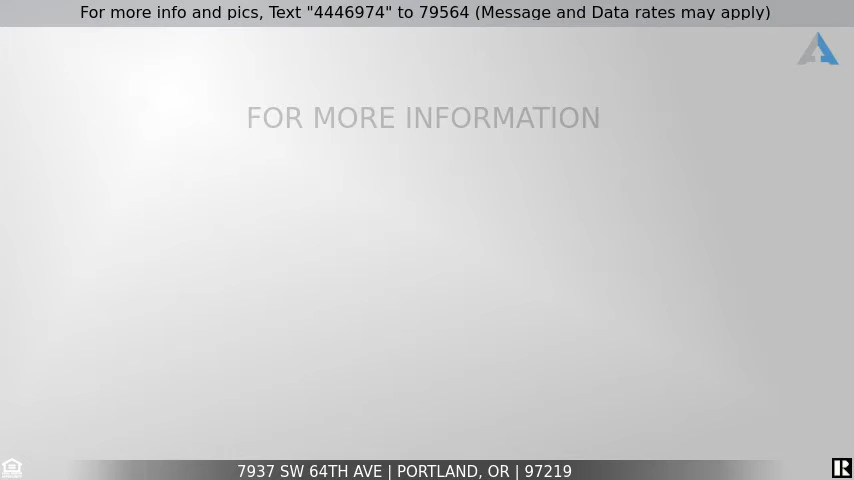 For more info and pics, Text "4446974" to 79564 (Message and Data rates may apply)
FOR MORE INFORMATION
7937 SW 64TH AVE | PORTLAND, OR | 97219